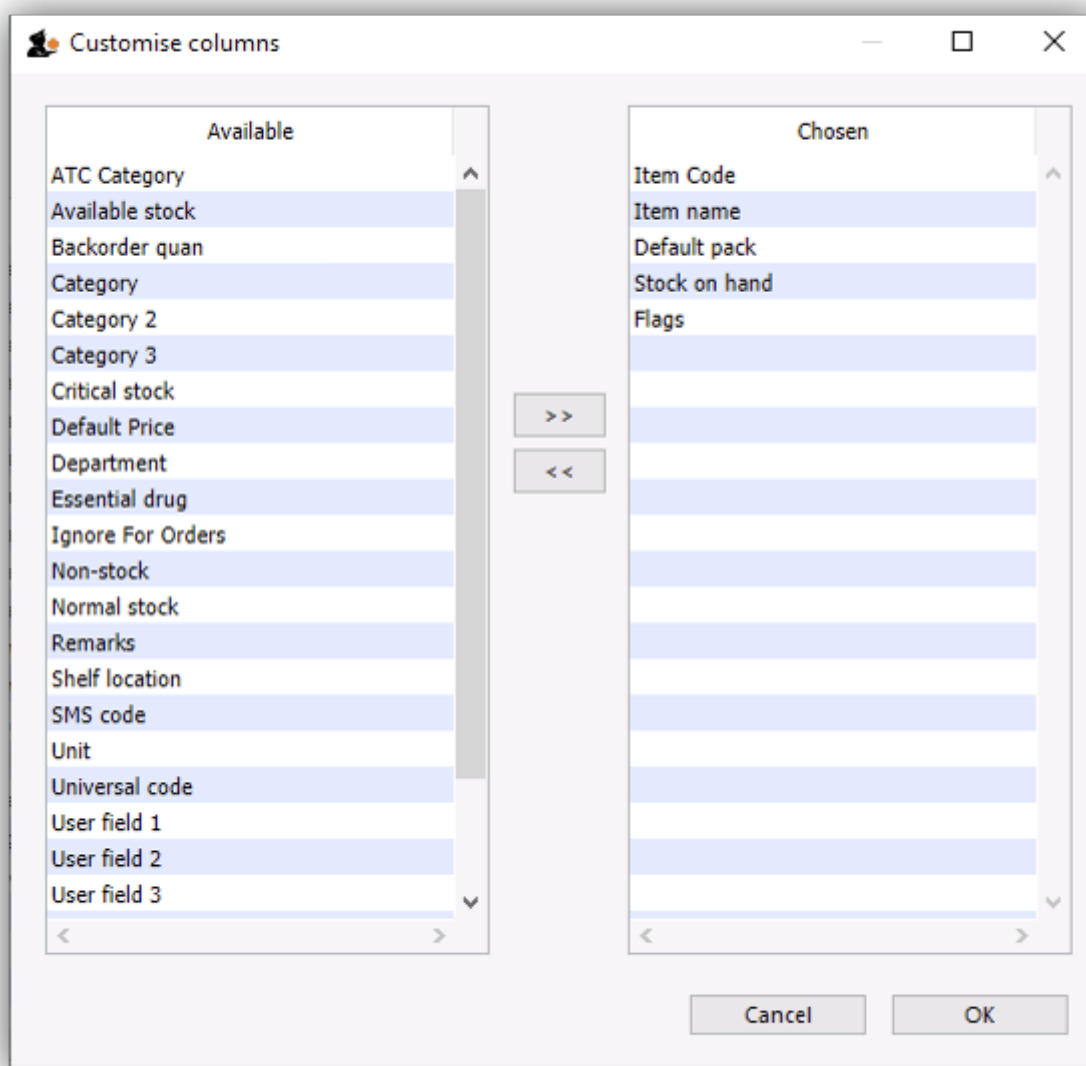 Customise columns
Available
ATC Category
Available stock
Backorder quan
Category
Category 2
Category 3
Critical stock
Default Price
Department
Essential drug
Ignore For Orders
Non-stock
Normal stock
Remarks
Shelf location
SMS code
Unit
Universal code
User field 1
User field 2
User field 3
>>
<<
Chosen
Item Code
Item name
Default pack
Stock on hand
Flags
Cancel
OK